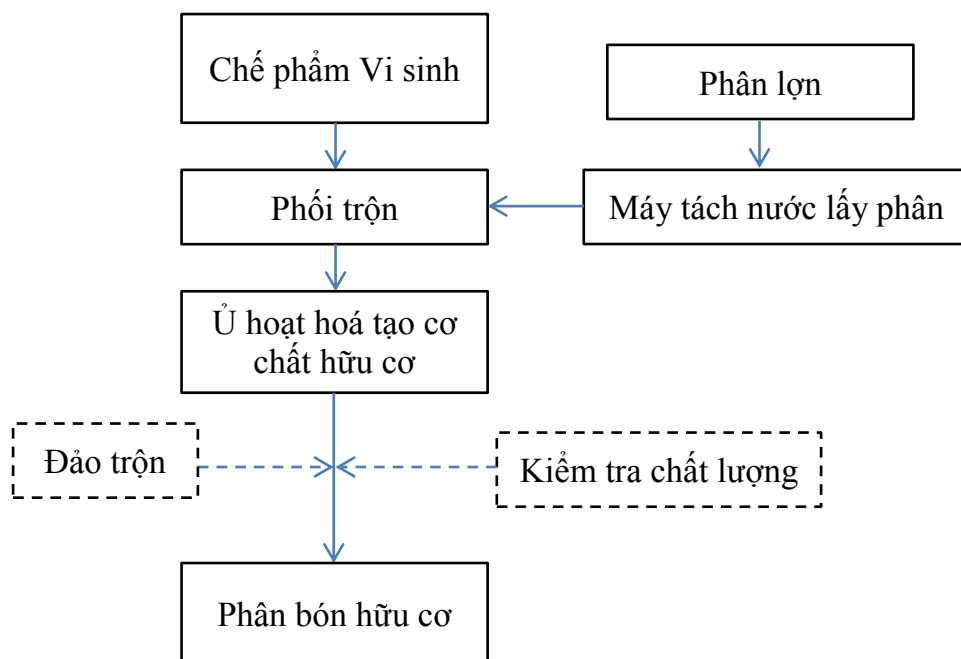 Chế phẩm Vi sinh
Phân lợn
Phối trộn
Máy tách nước lấy phân
Ủ hoạt hoá tạo cơ
chất hữu cơ
Đảo trộn
Kiểm tra chất lượng
Phân bón hữu cơ